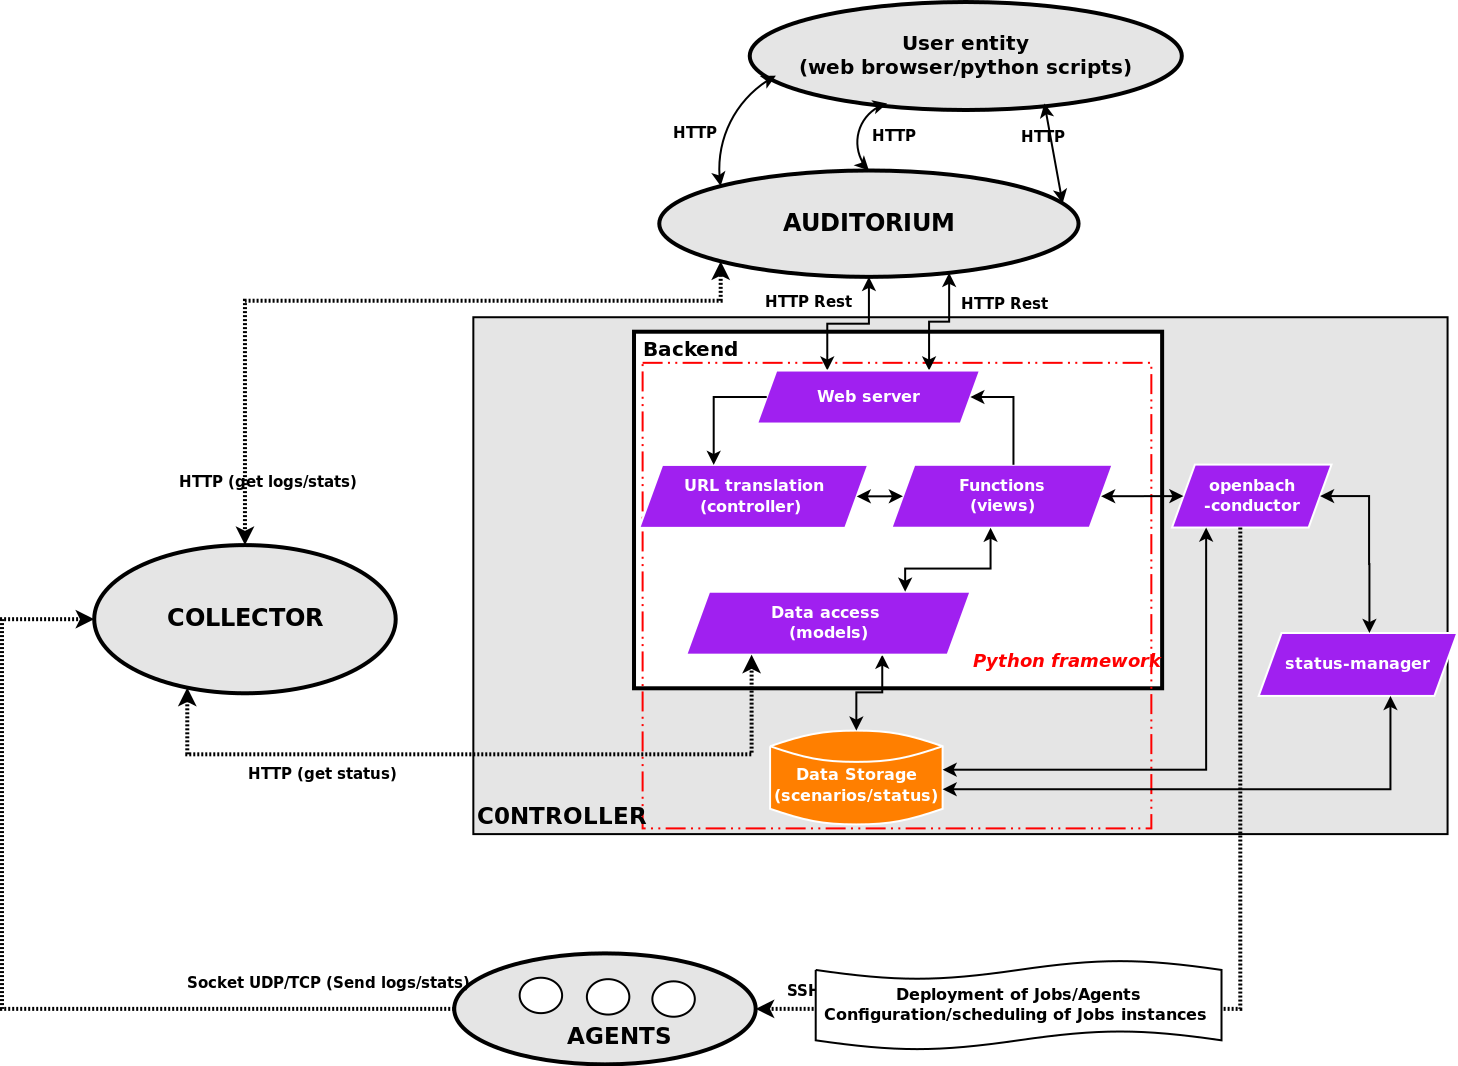 User entity
(web browser/python scripts)
HTTP
HTTP
HTTP
AUDITORIUM
HTTP Rest
HTTP Rest
Backend
Web server
URL translation
(controller)
Functions
(views)
openbach
-conductor
HTTP (get logs/stats)
COLLECTOR
Data access
(models)
Python framework
status-manager
HTTP (get status)
Data Storage
(scenarios/status)
C0NTROLLER
Socket UDP/TCP (Send logs/stats)
AGENTS
SSH
Deployment of Jobs/Agents
Configuration/scheduling of Jobs instances